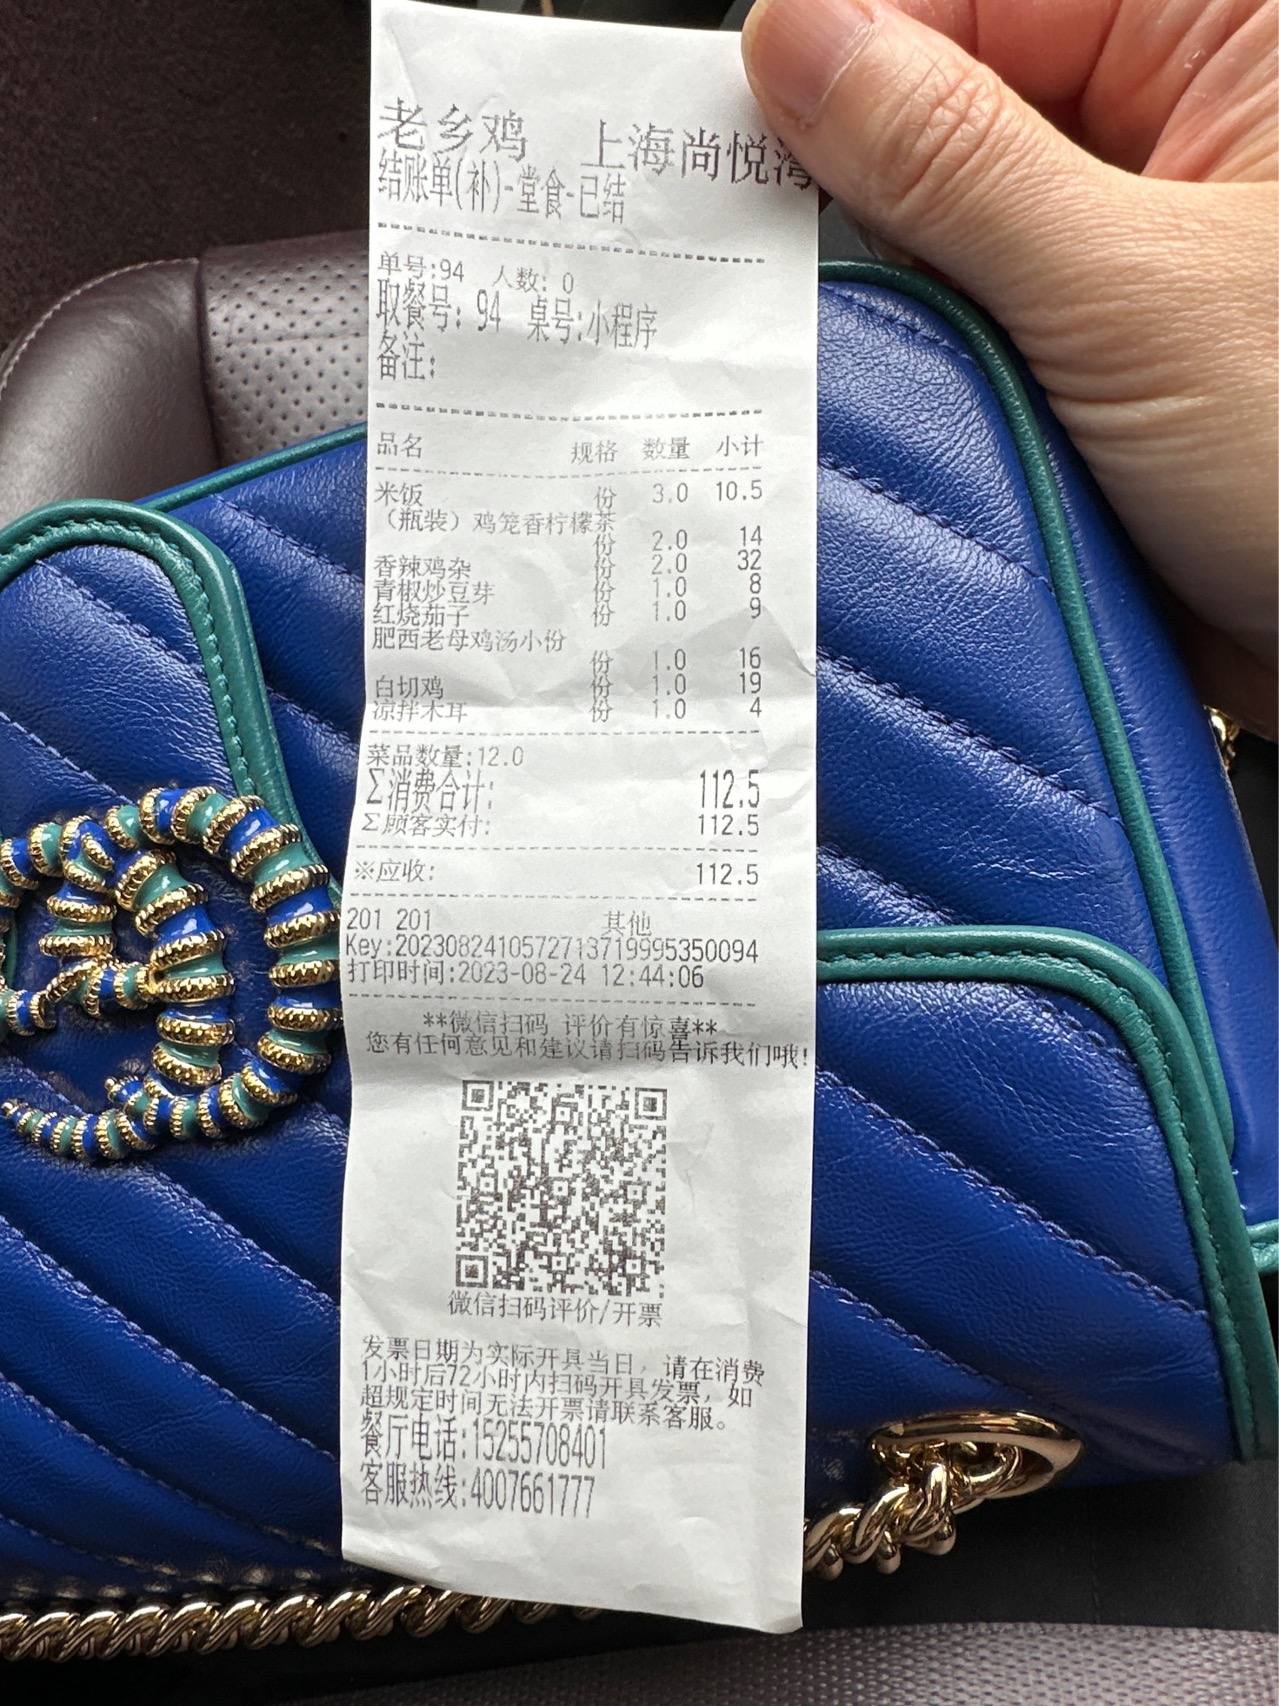 老乡鸡 上海尚悦湾
结账单(补)-堂食-已结
单号:94 人数: 0
取餐号: 94 桌号:小程序
备注:
品名 规格 数量 小计
米饭 份 3.0 10.5
（瓶装）鸡笼香柠檬茶
份 2.0 14
香辣鸡杂 份 2.0 32
青椒炒豆芽 份 1.0 8
红烧茄子 份 1.0 9
肥西老母鸡汤小份
份 1.0 16
白切鸡 份 1.0 19
凉拌木耳 份 1.0 4
菜品数量:12.0
Σ消费合计: 112.5
Σ顾客实付: 112.5
※应收: 112.5
201 201 其他
Key:20230824105727137199953500​94
打印时间:2023-08-24 12:44:06
**微信扫码 评价有惊喜**
您有任何意见和建议请扫码告诉我们哦!
微信扫码评价/开票
发票日期为实际开具当日，请在消费
1小时后72小时内扫码开具发票，如
超规定时间无法开票请联系客服。
餐厅电话:15255708401
客服热线:4007661777